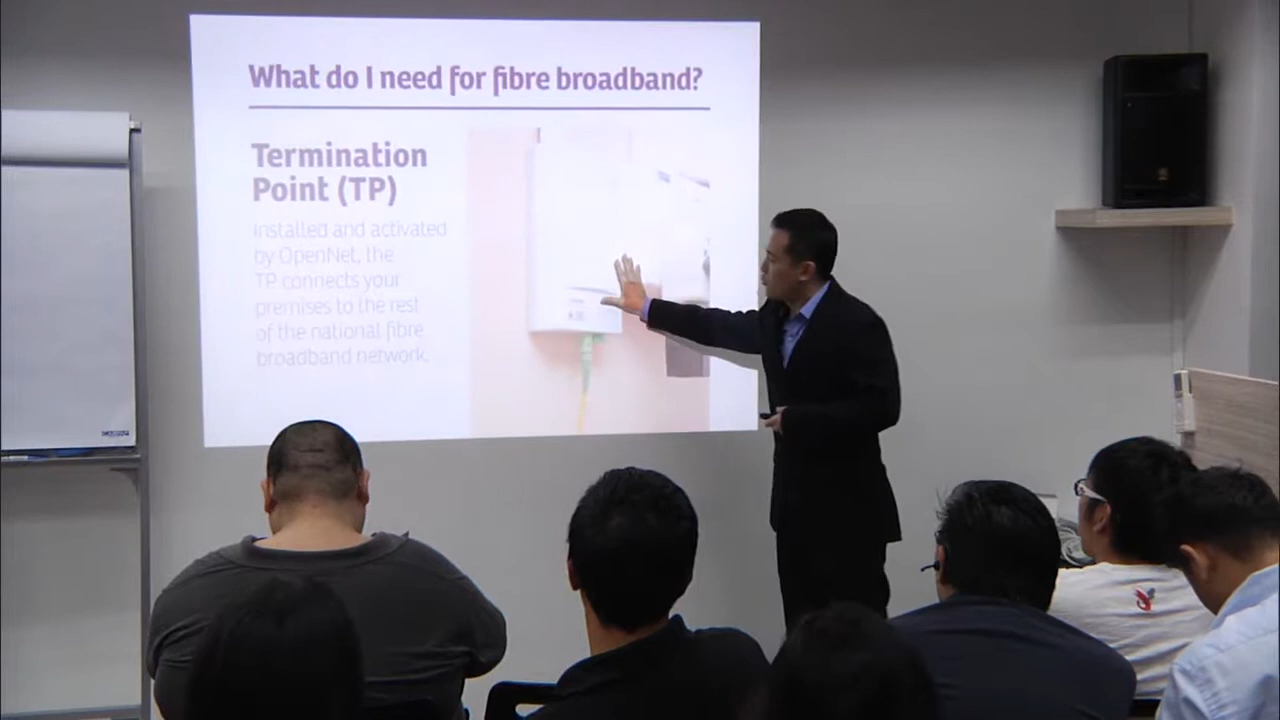 What do I need for fibre broadband?
Termination
Point (TP)
Installed and activated
by OpenNet, the
TP connects your
premises to the rest
of the national fibre
broadband network.